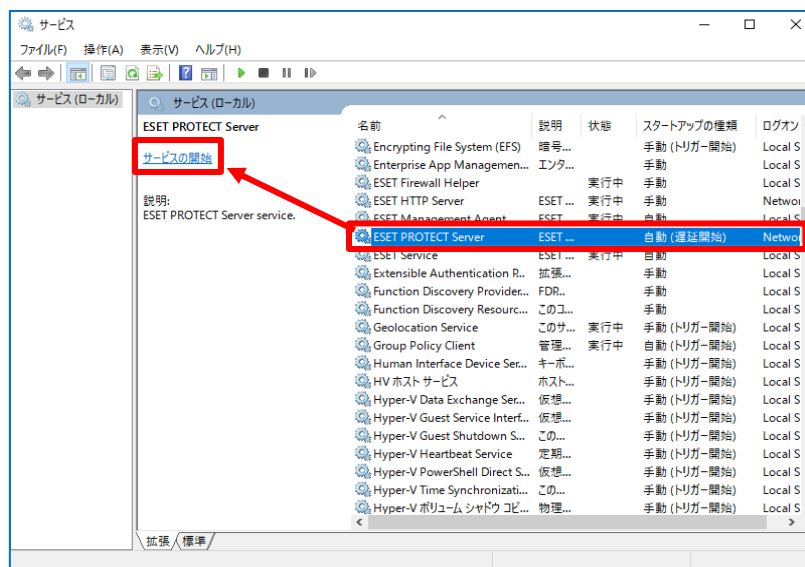 サービス
ファイル(F) 操作(A) 表示(V) ヘルプ(H)
サービス (ローカル)
サービス (ローカル)
ESET PROTECT Server
サービスの開始
説明:
ESET PROTECT Server service.
名前 説明 状態 スタートアップの種類 ログオン
Encrypting File System (EFS) 暗号... 手動 (トリガー開始) Local S
Enterprise App Managemen... エンタ... 手動 Local S
ESET Firewall Helper 実行中 手動 Local S
ESET HTTP Server ESET ... 実行中 手動 Networ
ESET Management Agent ESET ... 実行中 自動 Local S
ESET PROTECT Server ESET ... 自動 (遅延開始) Networ
ESET Service ESET ... 実行中 自動 Local S
Extensible Authentication P... 拡張... 手動 Local S
Function Discovery Provider... FDP... 手動 Local S
Function Discovery Resourc... このコ... 手動 Local S
Geolocation Service このサ... 実行中 手動 (トリガー開始) Local S
Group Policy Client 管理... 実行中 自動 (トリガー開始) Local S
Human Interface Device Ser... キーボ... 手動 (トリガー開始) Local S
HV ホスト サービス ホスト... 手動 (トリガー開始) Local S
Hyper-V Data Exchange Ser... 仮想... 手動 (トリガー開始) Local S
Hyper-V Guest Service Interf... 仮想... 手動 (トリガー開始) Local S
Hyper-V Guest Shutdown S... この... 手動 (トリガー開始) Local S
Hyper-V Heartbeat Service 定期... 手動 (トリガー開始) Local S
Hyper-V PowerShell Direct S... 仮想... 手動 (トリガー開始) Local S
Hyper-V Time Synchronizati... この... 手動 (トリガー開始) Local S
Hyper-V ボリューム シャドウ コピ... 物理... 手動 (トリガー開始) Local S
拡張 標準